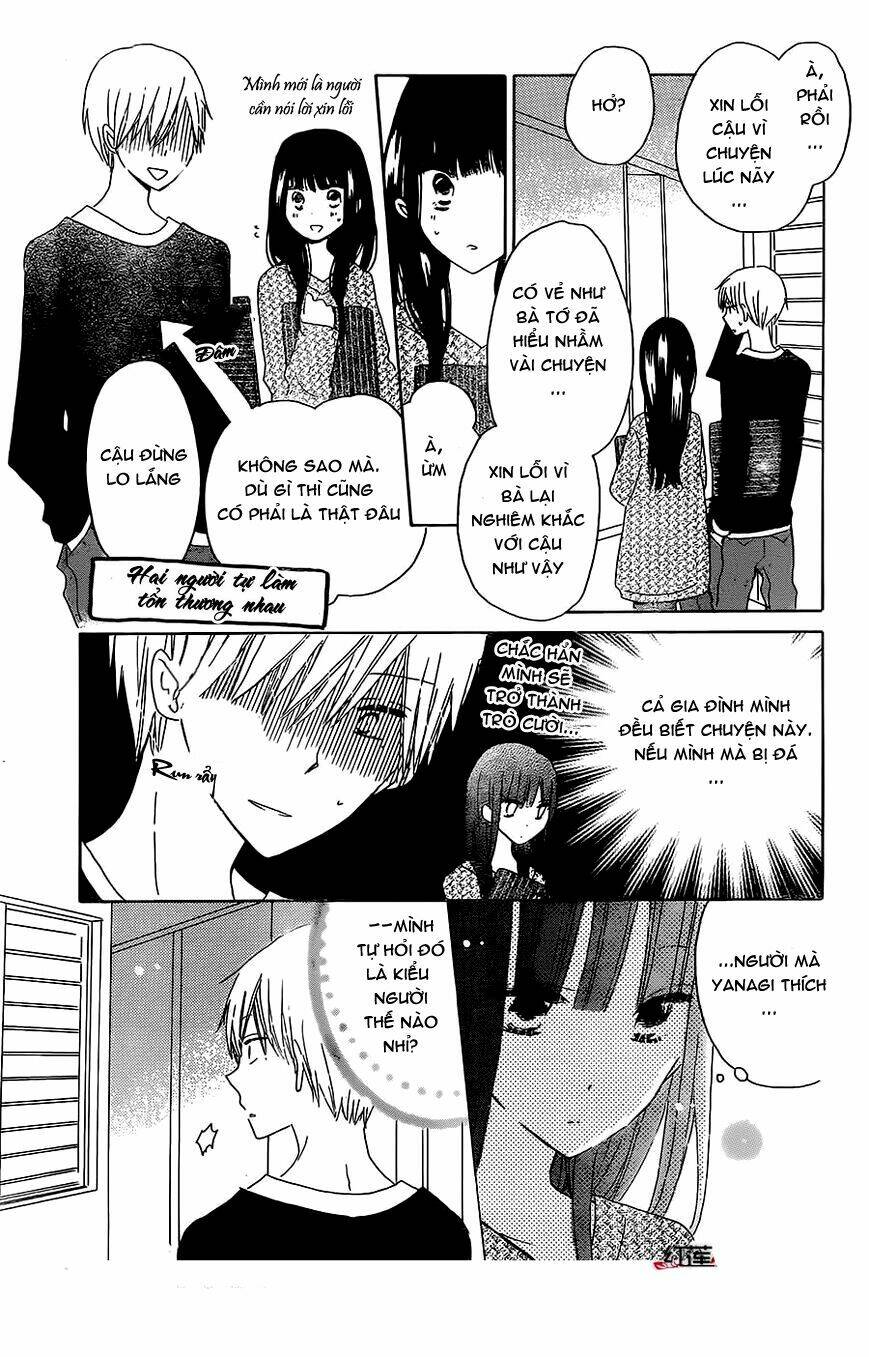 À,
PHẢI
RỒI
...
XIN LỖI
CẬU VÌ
CHUYỆN
LÚC NÃY
...
HỞ?
CÓ VẺ NHƯ
BÀ TỚ ĐÃ
HIỂU NHẦM
VÀI CHUYỆN
...
XIN LỖI VÌ
BÀ LẠI
NGHIÊM KHẮC
VỚI CẬU
NHƯ VẬY
À,
ỪM
Mình mới là người
cần nói lời xin lỗi
KHÔNG SAO MÀ.
DÙ GÌ THÌ CŨNG
CÓ PHẢI LÀ THẬT ĐÂU
Đâm
CẬU ĐỪNG
LO LẮNG
Hai người tự làm
tổn thương nhau
CẢ GIA ĐÌNH MÌNH
ĐỀU BIẾT CHUYỆN NÀY.
NẾU MÌNH MÀ BỊ ĐÁ
...
CHẮC HẲN
MÌNH SẼ
TRỞ THÀNH
TRÒ CƯỜI...
Run rẩy
...NGƯỜI MÀ
YANAGI THÍCH
...
--MÌNH
TỰ HỎI ĐÓ
LÀ KIỂU
NGƯỜI
THẾ NÀO
NHỈ?
红莲